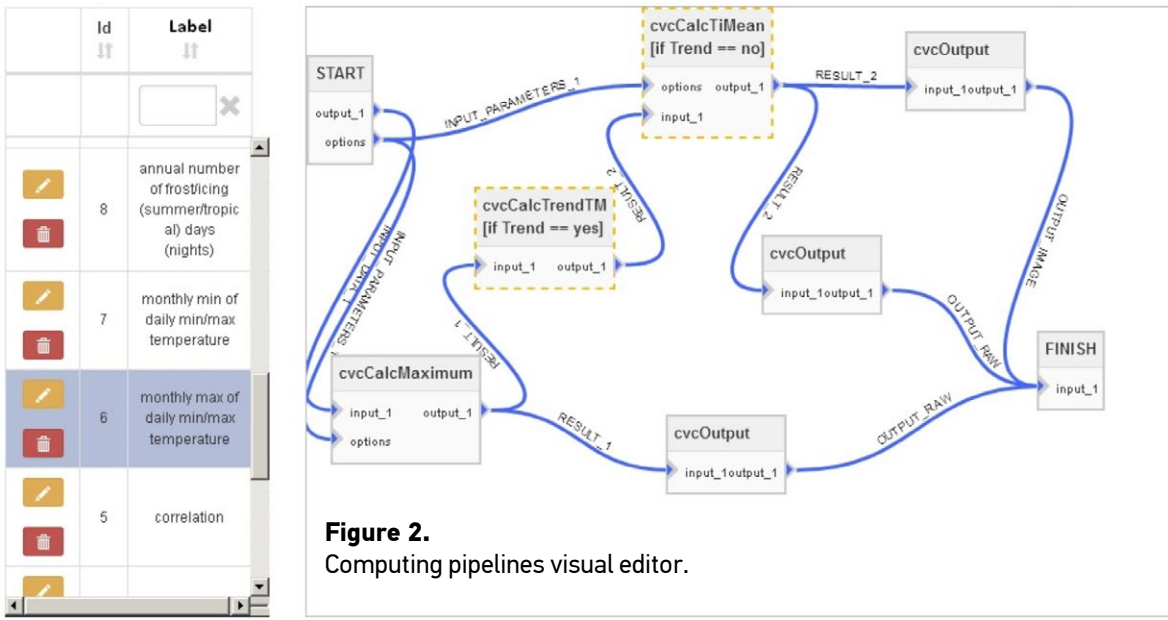 Id
Label
8
annual number
of frost/icing
(summer/tropic
al) days
(nights)
7
monthly min of
daily min/max
temperature
6
monthly max of
daily min/max
temperature
5
correlation
START
output_1
options
INPUT_PARAMETERS_1
cvcCalcTiMean
[if Trend == no]
options output_1
input_1
RESULT_2
cvcOutput
input_1output_1
INPUT_DATA_1
INPUT_PARAMETERS_1
cvcCalcTrendTM
[if Trend == yes]
input_1 output_1
RESULT_2
RESULT_2
cvcOutput
input_1output_1
OUTPUT_IMAGE
OUTPUT_RAW
FINISH
input_1
cvcCalcMaximum
input_1 output_1
options
RESULT_1
RESULT_1
cvcOutput
input_1output_1
OUTPUT_RAW
Figure 2.
Computing pipelines visual editor.